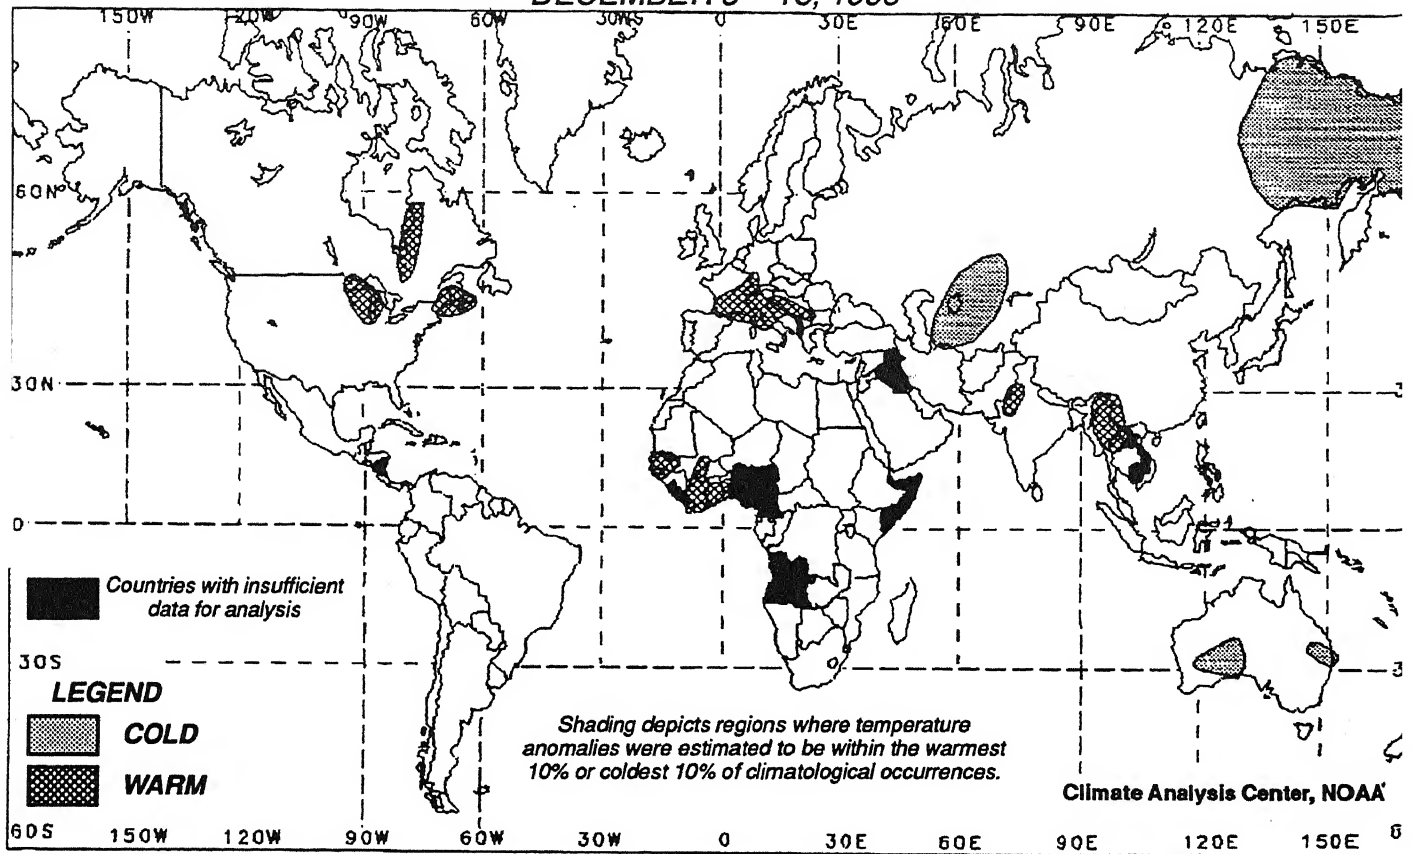 150W 120W 90W 60W 30W 0 30E 60E 90E 120E 150E
60N
30N
0
Countries with insufficient
data for analysis
30S
LEGEND
COLD
WARM
Shading depicts regions where temperature
anomalies were estimated to be within the warmest
10% or coldest 10% of climatological occurrences.
Climate Analysis Center, NOAA
60S 150W 120W 90W 60W 30W 0 30E 60E 90E 120E 150E